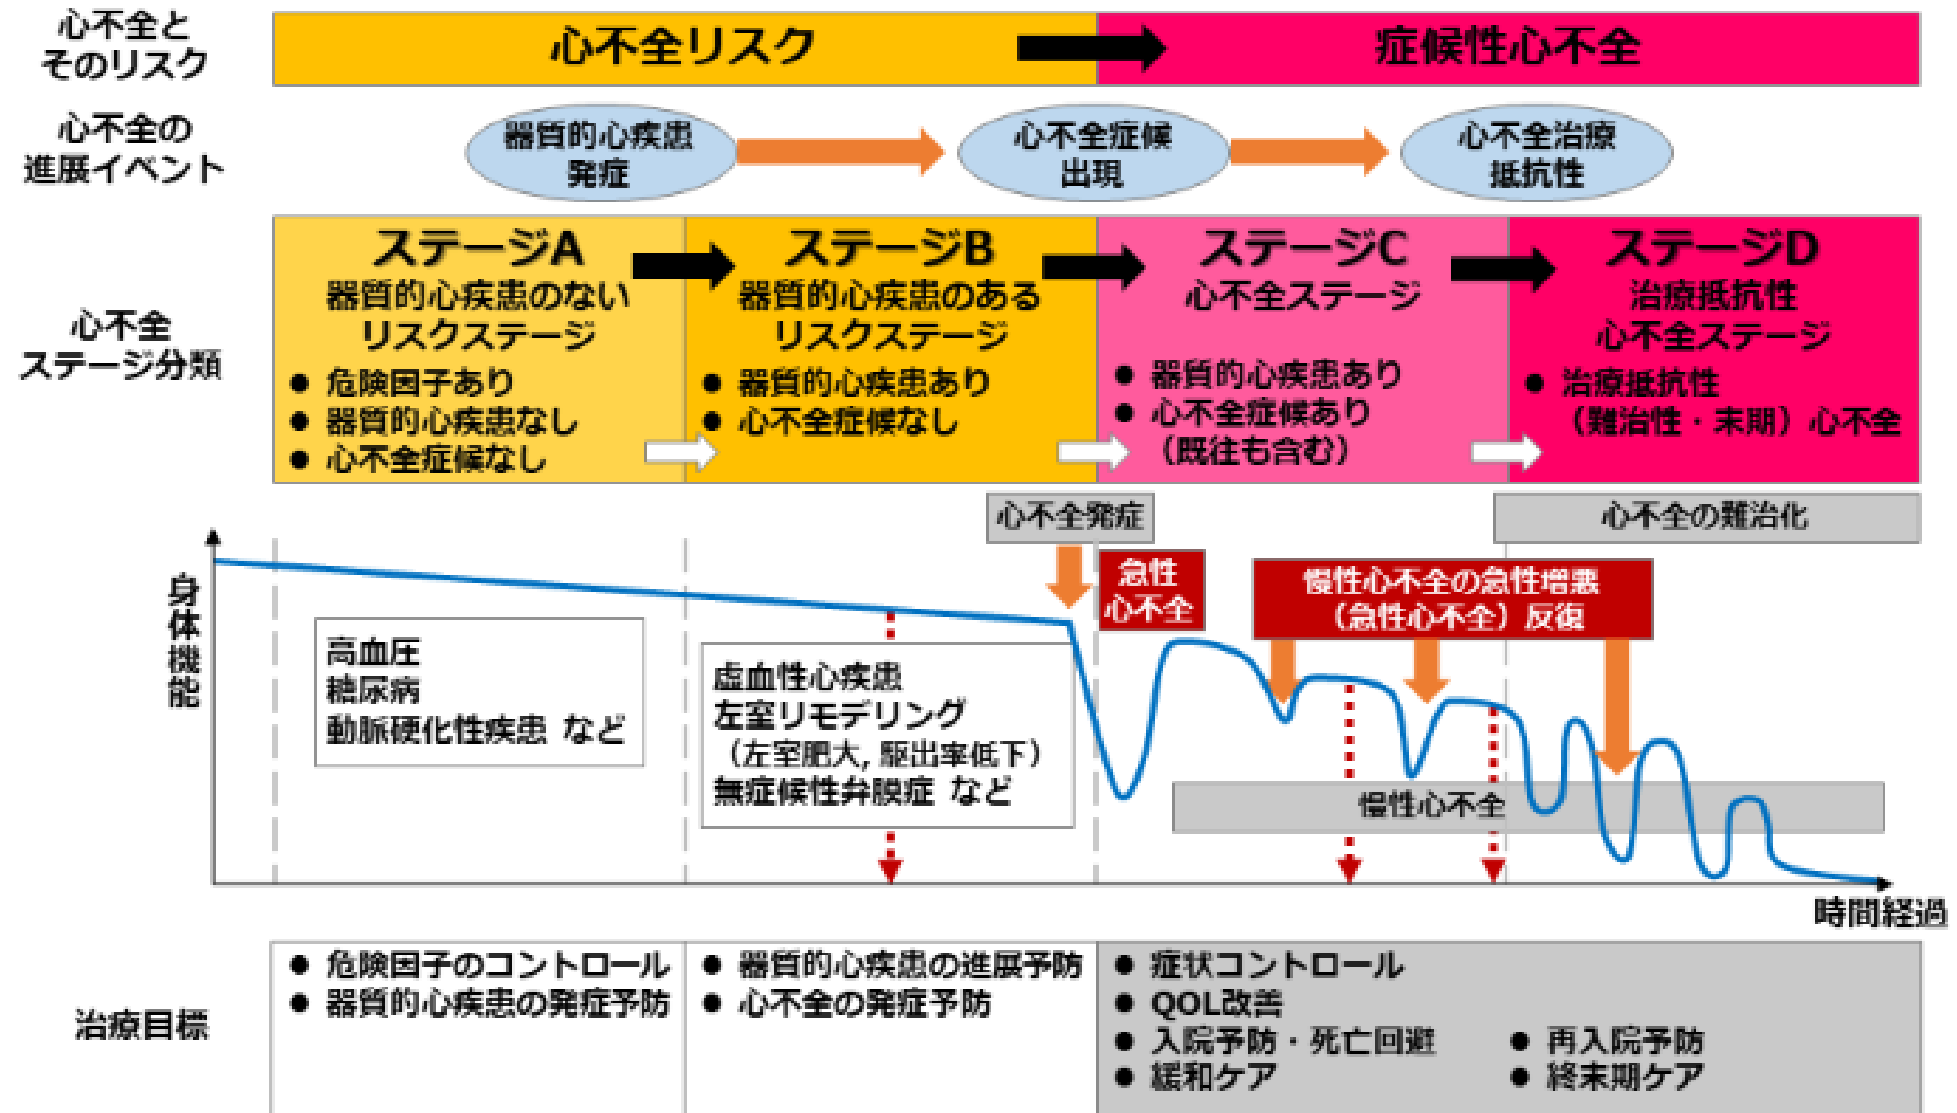 心不全と
そのリスク
心不全リスク
症候性心不全
心不全の
進展イベント
器質的心疾患
発症
心不全症候
出現
心不全治療
抵抗性
心不全
ステージ分類
ステージA
器質的心疾患のない
リスクステージ
● 危険因子あり
● 器質的心疾患なし
● 心不全症候なし
ステージB
器質的心疾患のある
リスクステージ
● 器質的心疾患あり
● 心不全症候なし
ステージC
心不全ステージ
● 器質的心疾患あり
● 心不全症候あり
（既往も含む）
ステージD
治療抵抗性
心不全ステージ
● 治療抵抗性
（難治性・末期）心不全
心不全発症
心不全の難治化
急性
心不全
慢性心不全の急性増悪
（急性心不全）反復
身体機能
高血圧
糖尿病
動脈硬化性疾患 など
虚血性心疾患
左室リモデリング
（左室肥大, 駆出率低下）
無症候性弁膜症 など
慢性心不全
時間経過
治療目標
● 危険因子のコントロール
● 器質的心疾患の発症予防
● 器質的心疾患の進展予防
● 心不全の発症予防
● 症状コントロール
● QOL改善
● 入院予防・死亡回避
● 緩和ケア
● 再入院予防
● 終末期ケア